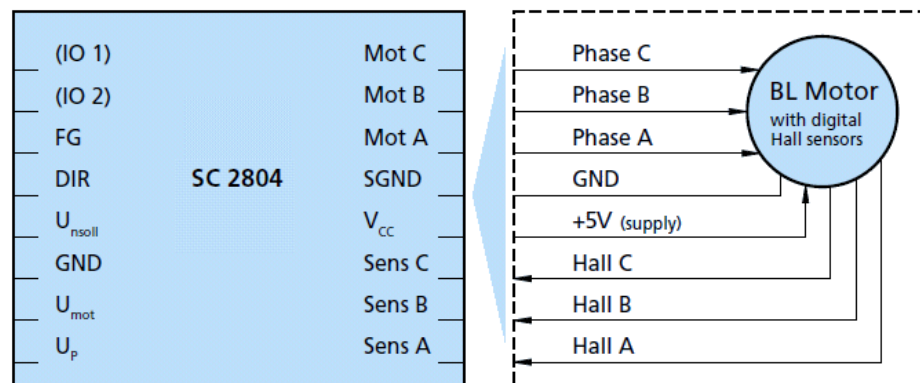 (IO 1) Mot C Phase C
(IO 2) Mot B Phase B
BL Motor
with digital
Hall sensors
FG Mot A Phase A
DIR SC 2804 SGND GND
Unsoll VCC +5V (supply)
GND Sens C Hall C
Umot Sens B Hall B
UP Sens A Hall A